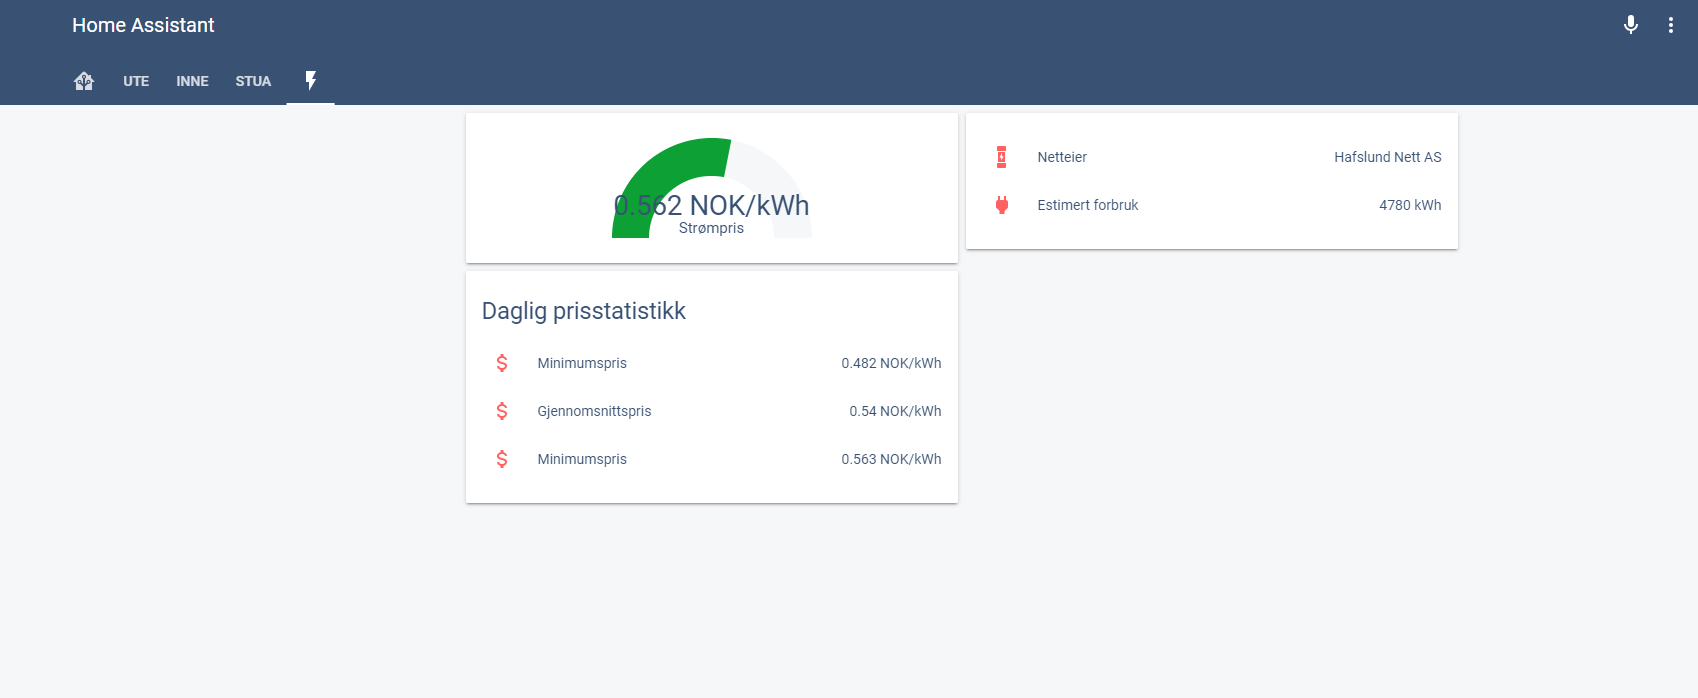 Home Assistant
UTE INNE STUA
0.562 NOK/kWh
Strømpris
Netteier Hafslund Nett AS
Estimert forbruk 4780 kWh
Daglig prisstatistikk
Minimumspris 0.482 NOK/kWh
Gjennomsnittspris 0.54 NOK/kWh
Minimumspris 0.563 NOK/kWh